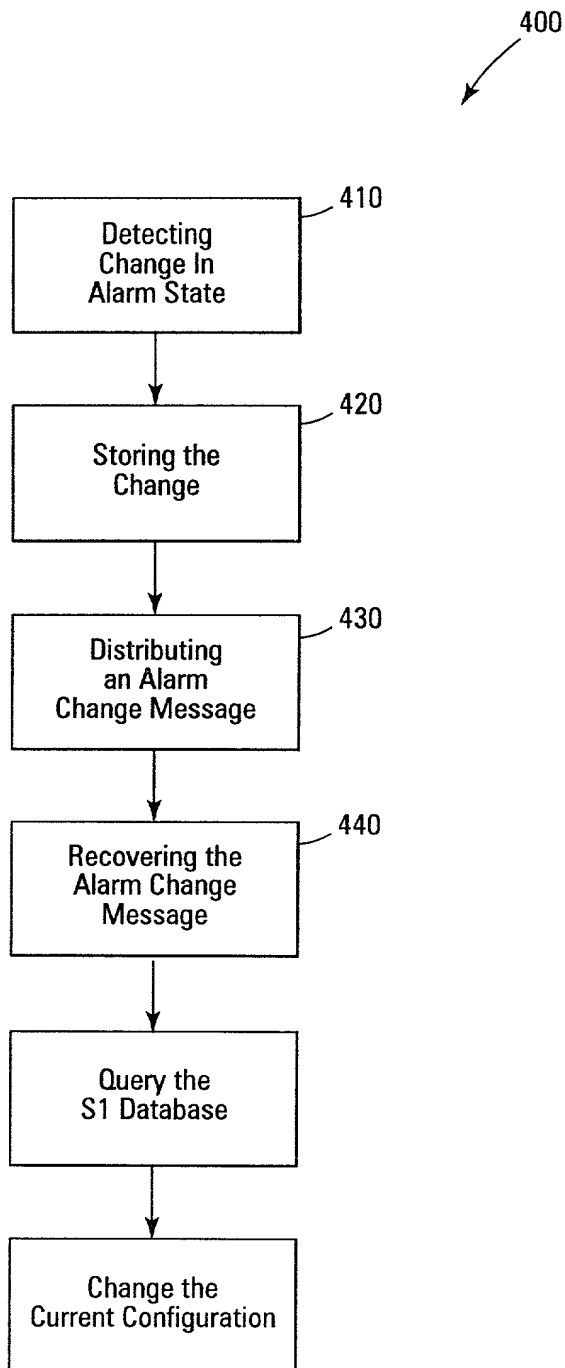 400
410
Detecting
Change In
Alarm State
420
Storing the
Change
430
Distributing
an Alarm
Change Message
440
Recovering the
Alarm Change
Message
Query the
S1 Database
Change the
Current Configuration